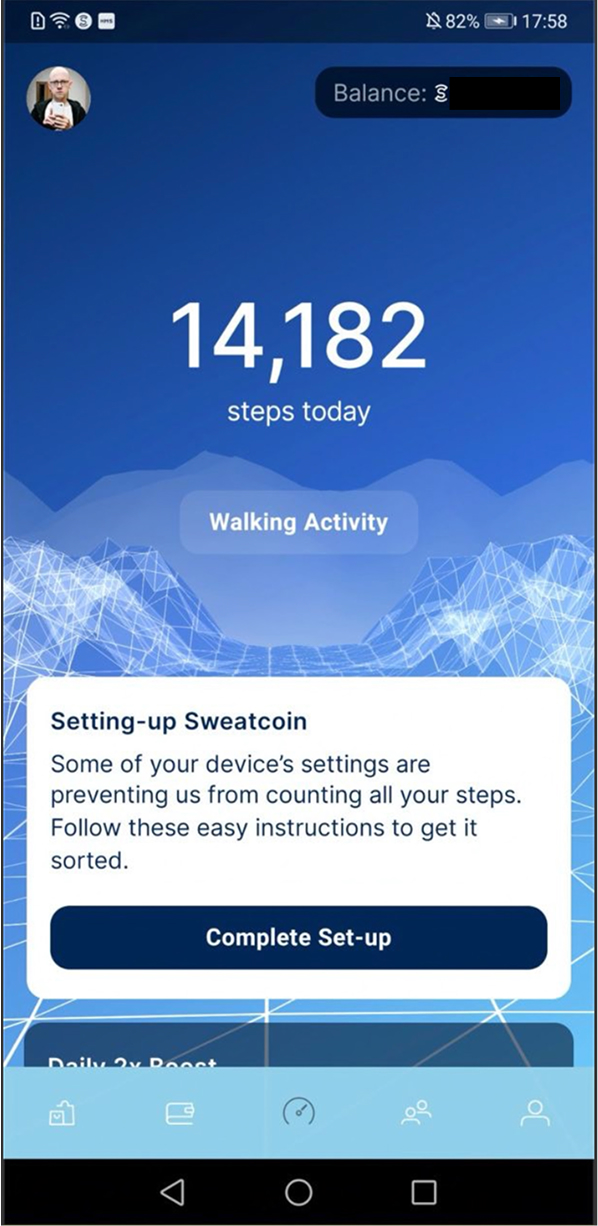 82% 17:58
Balance:
14,182
steps today
Walking Activity
Setting-up Sweatcoin
Some of your device’s settings are
preventing us from counting all your steps.
Follow these easy instructions to get it
sorted.
Complete Set-up
Daily 2x Boost